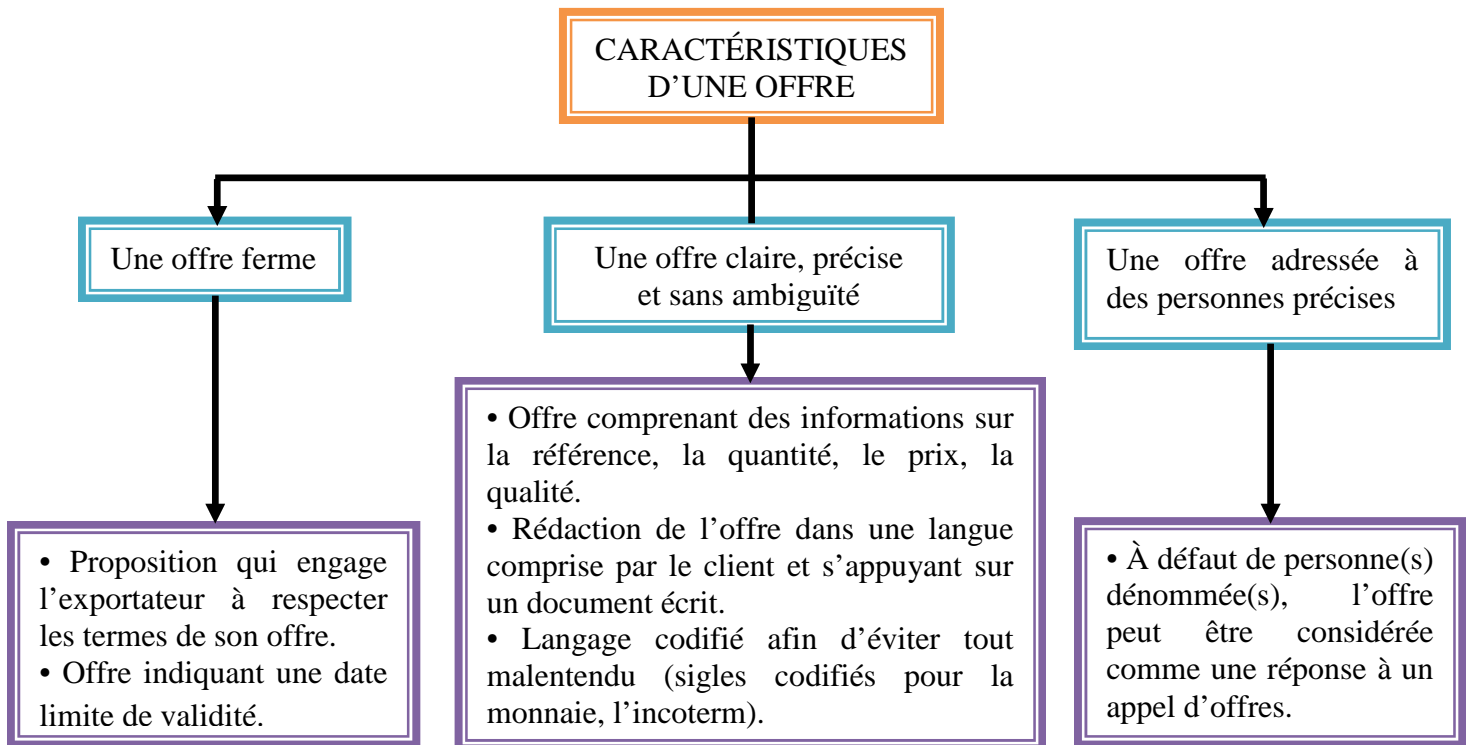 CARACTÉRISTIQUES
D’UNE OFFRE
Une offre ferme
Une offre claire, précise
et sans ambiguïté
Une offre adressée à
des personnes précises
• Proposition qui engage
l’exportateur à respecter
les termes de son offre.
• Offre indiquant une date
limite de validité.
• Offre comprenant des informations sur
la référence, la quantité, le prix, la
qualité.
• Rédaction de l’offre dans une langue
comprise par le client et s’appuyant sur
un document écrit.
• Langage codifié afin d’éviter tout
malentendu (sigles codifiés pour la
monnaie, l’incoterm).
• À défaut de personne(s)
dénommée(s), l’offre
peut être considérée
comme une réponse à un
appel d’offres.